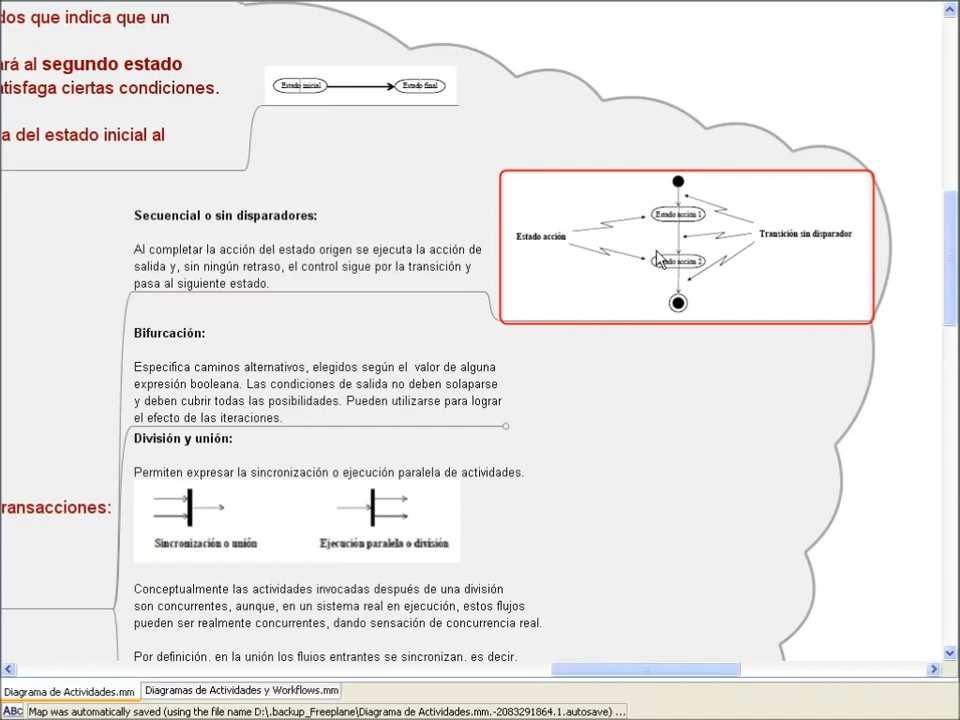 dos que indica que un
rá al segundo estado
tisfaga ciertas condiciones.
a del estado inicial al
Estado inicial
Estado final
Secuencial o sin disparadores:
Al completar la acción del estado origen se ejecuta la acción de
salida y, sin ningún retraso, el control sigue por la transición y
pasa al siguiente estado.
Estado acción
Estado acción 1
Estado acción 2
Transición sin disparador
Bifurcación:
Especifica caminos alternativos, elegidos según el valor de alguna
expresión booleana. Las condiciones de salida no deben solaparse
y deben cubrir todas las posibilidades. Pueden utilizarse para lograr
el efecto de las iteraciones.
División y unión:
Permiten expresar la sincronización o ejecución paralela de actividades.
Sincronización o unión
Ejecución paralela o división
ransacciones:
Conceptualmente las actividades invocadas después de una división
son concurrentes, aunque, en un sistema real en ejecución, estos flujos
pueden ser realmente concurrentes, dando sensación de concurrencia real.
Por definición, en la unión los flujos entrantes se sincronizan, es decir,
Diagrama de Actividades.mm
Diagramas de Actividades y Workflows.mm
ABC
Map was automatically saved (using the file name D:\.backup_Freeplane\Diagrama de Actividades.mm.-2083291864.1.autosave) ...